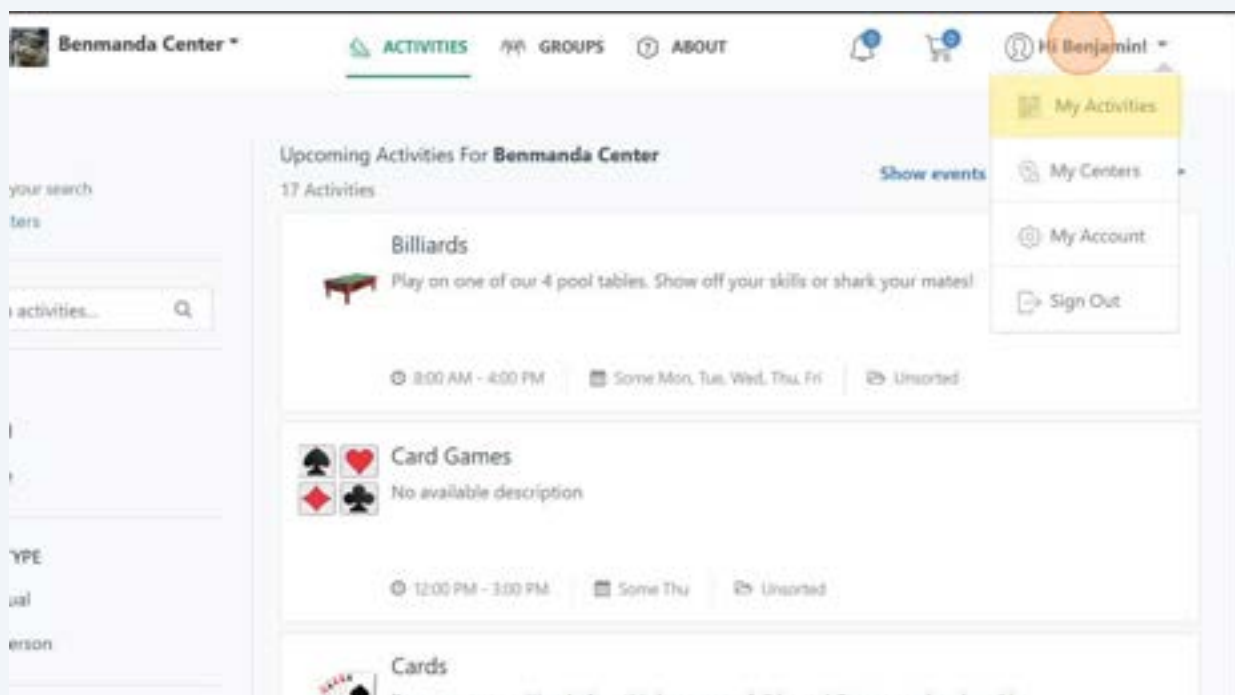 Benmanda Center
ACTIVITIES GROUPS ABOUT
0 0 Hi Benjamin!
My Activities
My Centers
My Account
Sign Out
your search
ters
activities...
YPE
ual
erson
Upcoming Activities For Benmanda Center
17 Activities
Show events
Billiards
Play on one of our 4 pool tables. Show off your skills or shark your mates!
8:00 AM - 4:00 PM Some Mon, Tue, Wed, Thu, Fri Unsorted
Card Games
No available description
12:00 PM - 3:00 PM Some Thu Unsorted
Cards